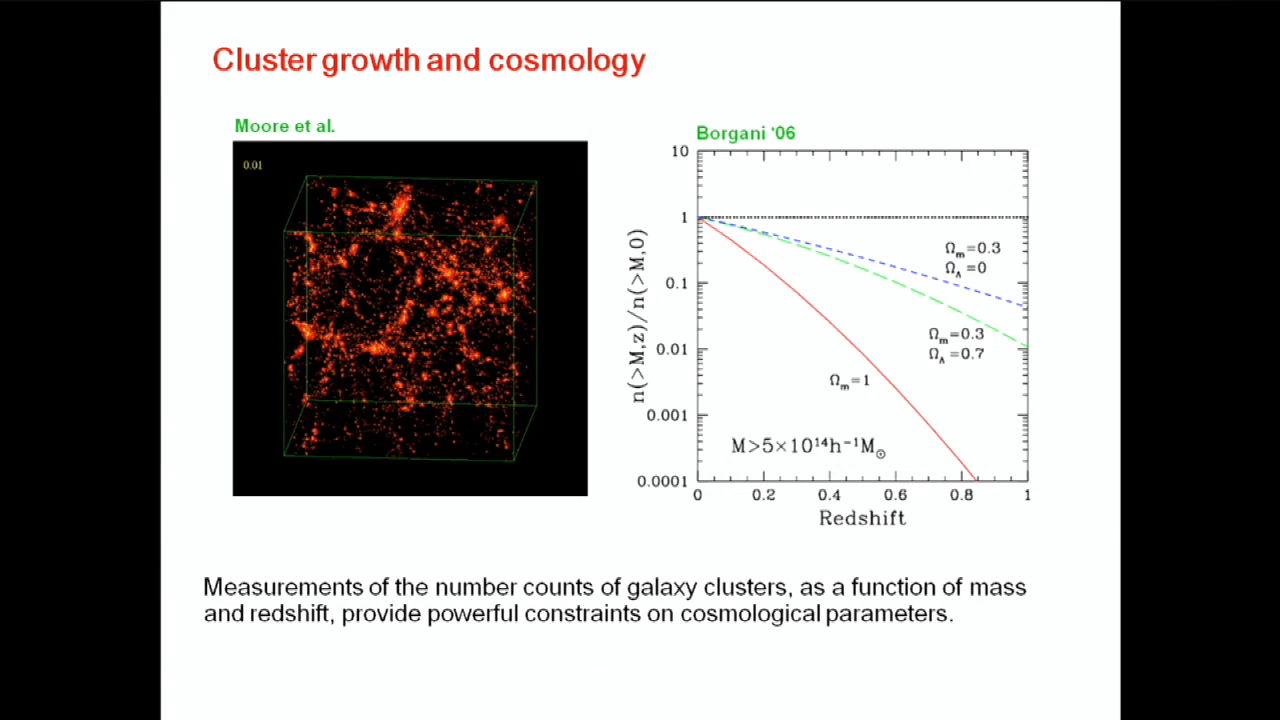 Cluster growth and cosmology
Moore et al.
0.01
Borgani '06
10
1
0.1
0.01
0.001
0.0001
n(>M,z)/n(>M,0)
Ωm=0.3
ΩΛ=0
Ωm=0.3
ΩΛ=0.7
Ωm=1
M>5×10¹⁴h⁻¹M⊙
0 0.2 0.4 0.6 0.8 1
Redshift
Measurements of the number counts of galaxy clusters, as a function of mass
and redshift, provide powerful constraints on cosmological parameters.